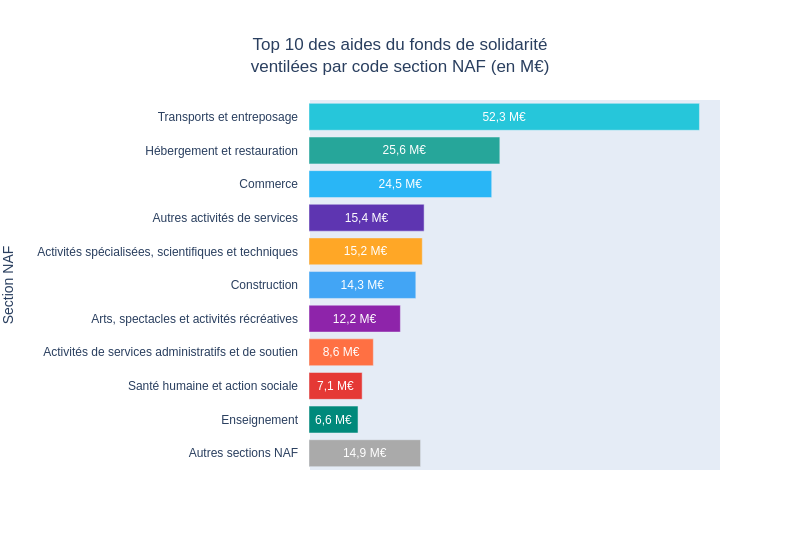 Top 10 des aides du fonds de solidarité
ventilées par code section NAF (en M€)
Section NAF
Transports et entreposage 52,3 M€
Hébergement et restauration 25,6 M€
Commerce 24,5 M€
Autres activités de services 15,4 M€
Activités spécialisées, scientifiques et techniques 15,2 M€
Construction 14,3 M€
Arts, spectacles et activités récréatives 12,2 M€
Activités de services administratifs et de soutien 8,6 M€
Santé humaine et action sociale 7,1 M€
Enseignement 6,6 M€
Autres sections NAF 14,9 M€